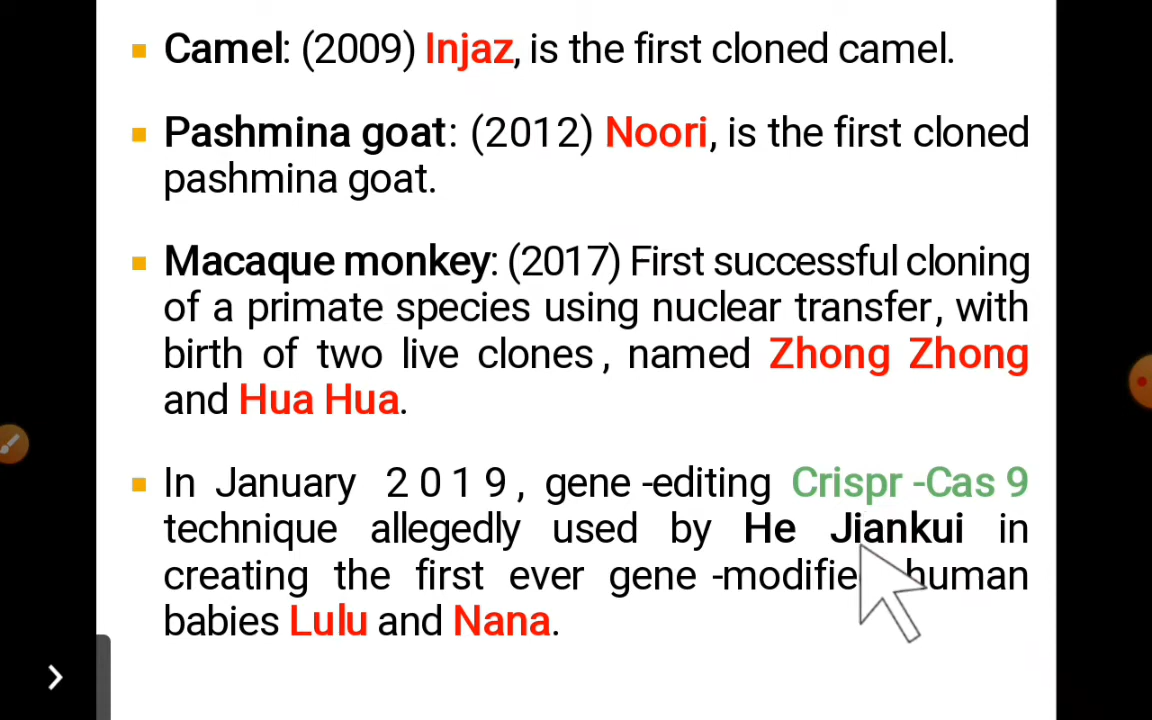 Camel: (2009) Injaz, is the first cloned camel.
Pashmina goat: (2012) Noori, is the first cloned
pashmina goat.
Macaque monkey: (2017) First successful cloning
of a primate species using nuclear transfer, with
birth of two live clones, named Zhong Zhong
and Hua Hua.
In January 2019, gene-editing Crispr-Cas 9
technique allegedly used by He Jiankui in
creating the first ever gene-modified human
babies Lulu and Nana.